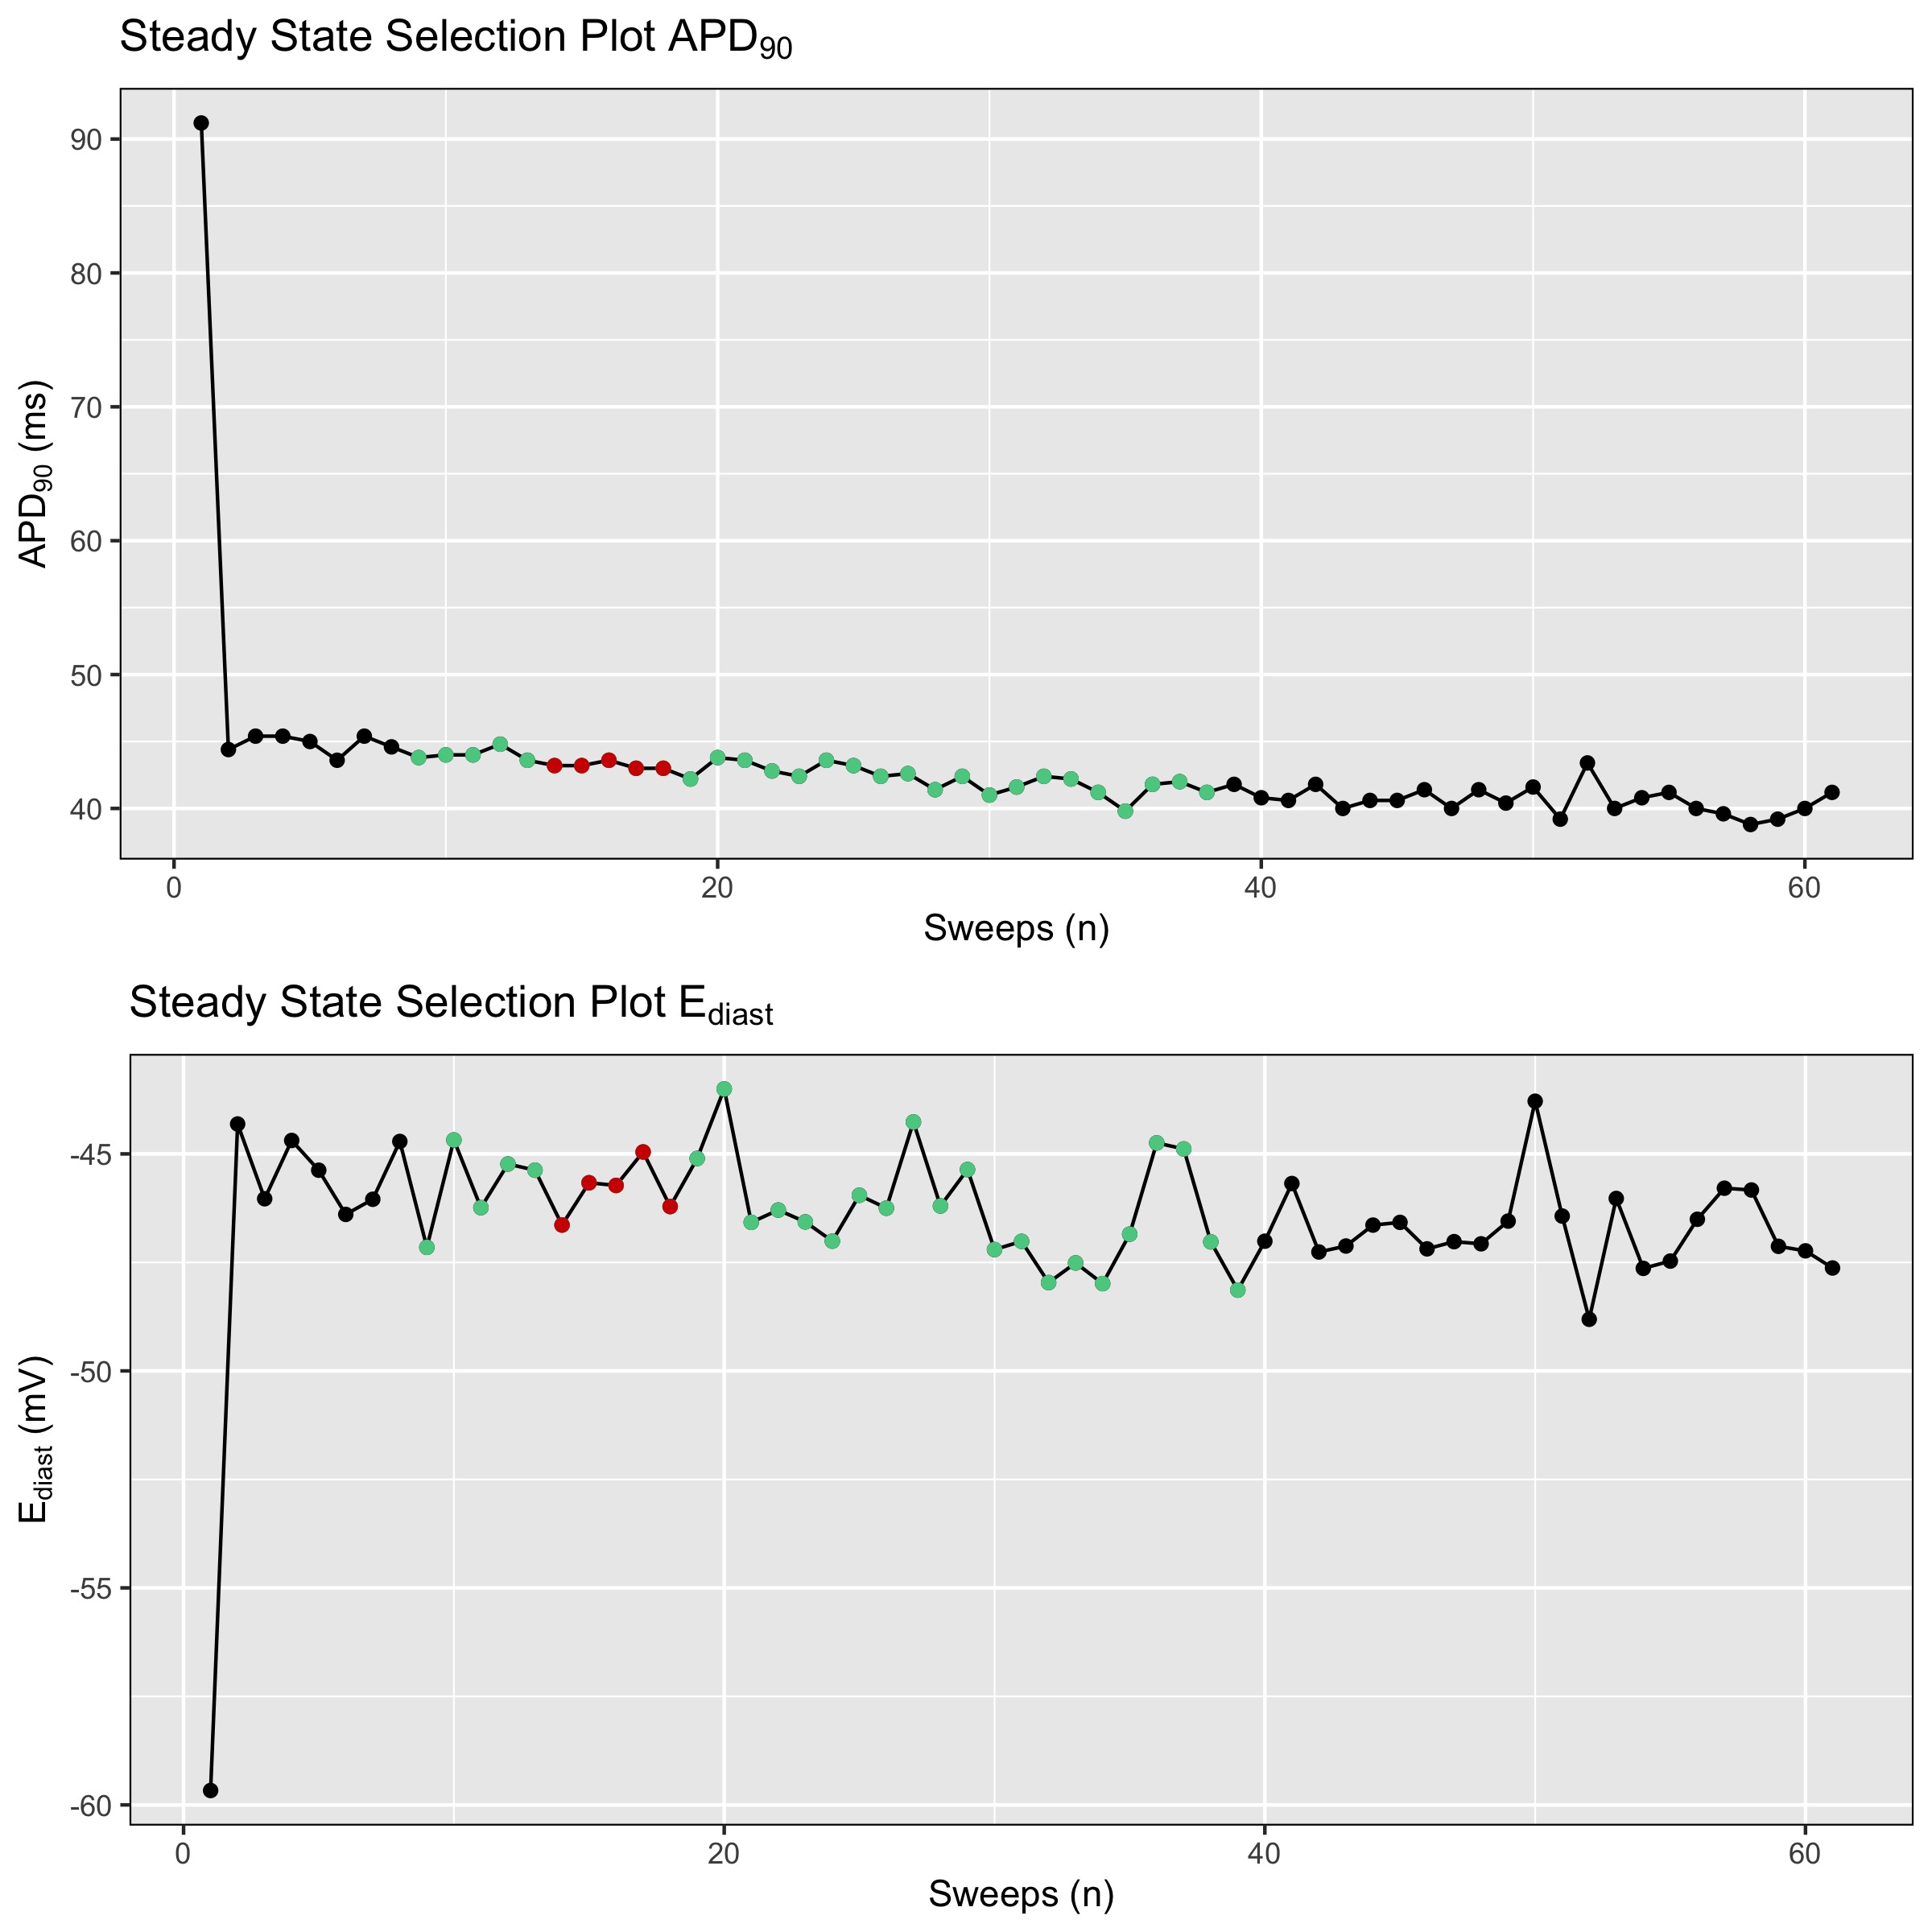 Steady State Selection Plot APD90
90
80
70
60
50
40
APD90 (ms)
0 20 40 60
Sweeps (n)
Steady State Selection Plot Ediast
-45
-50
-55
-60
Ediast (mV)
0 20 40 60
Sweeps (n)